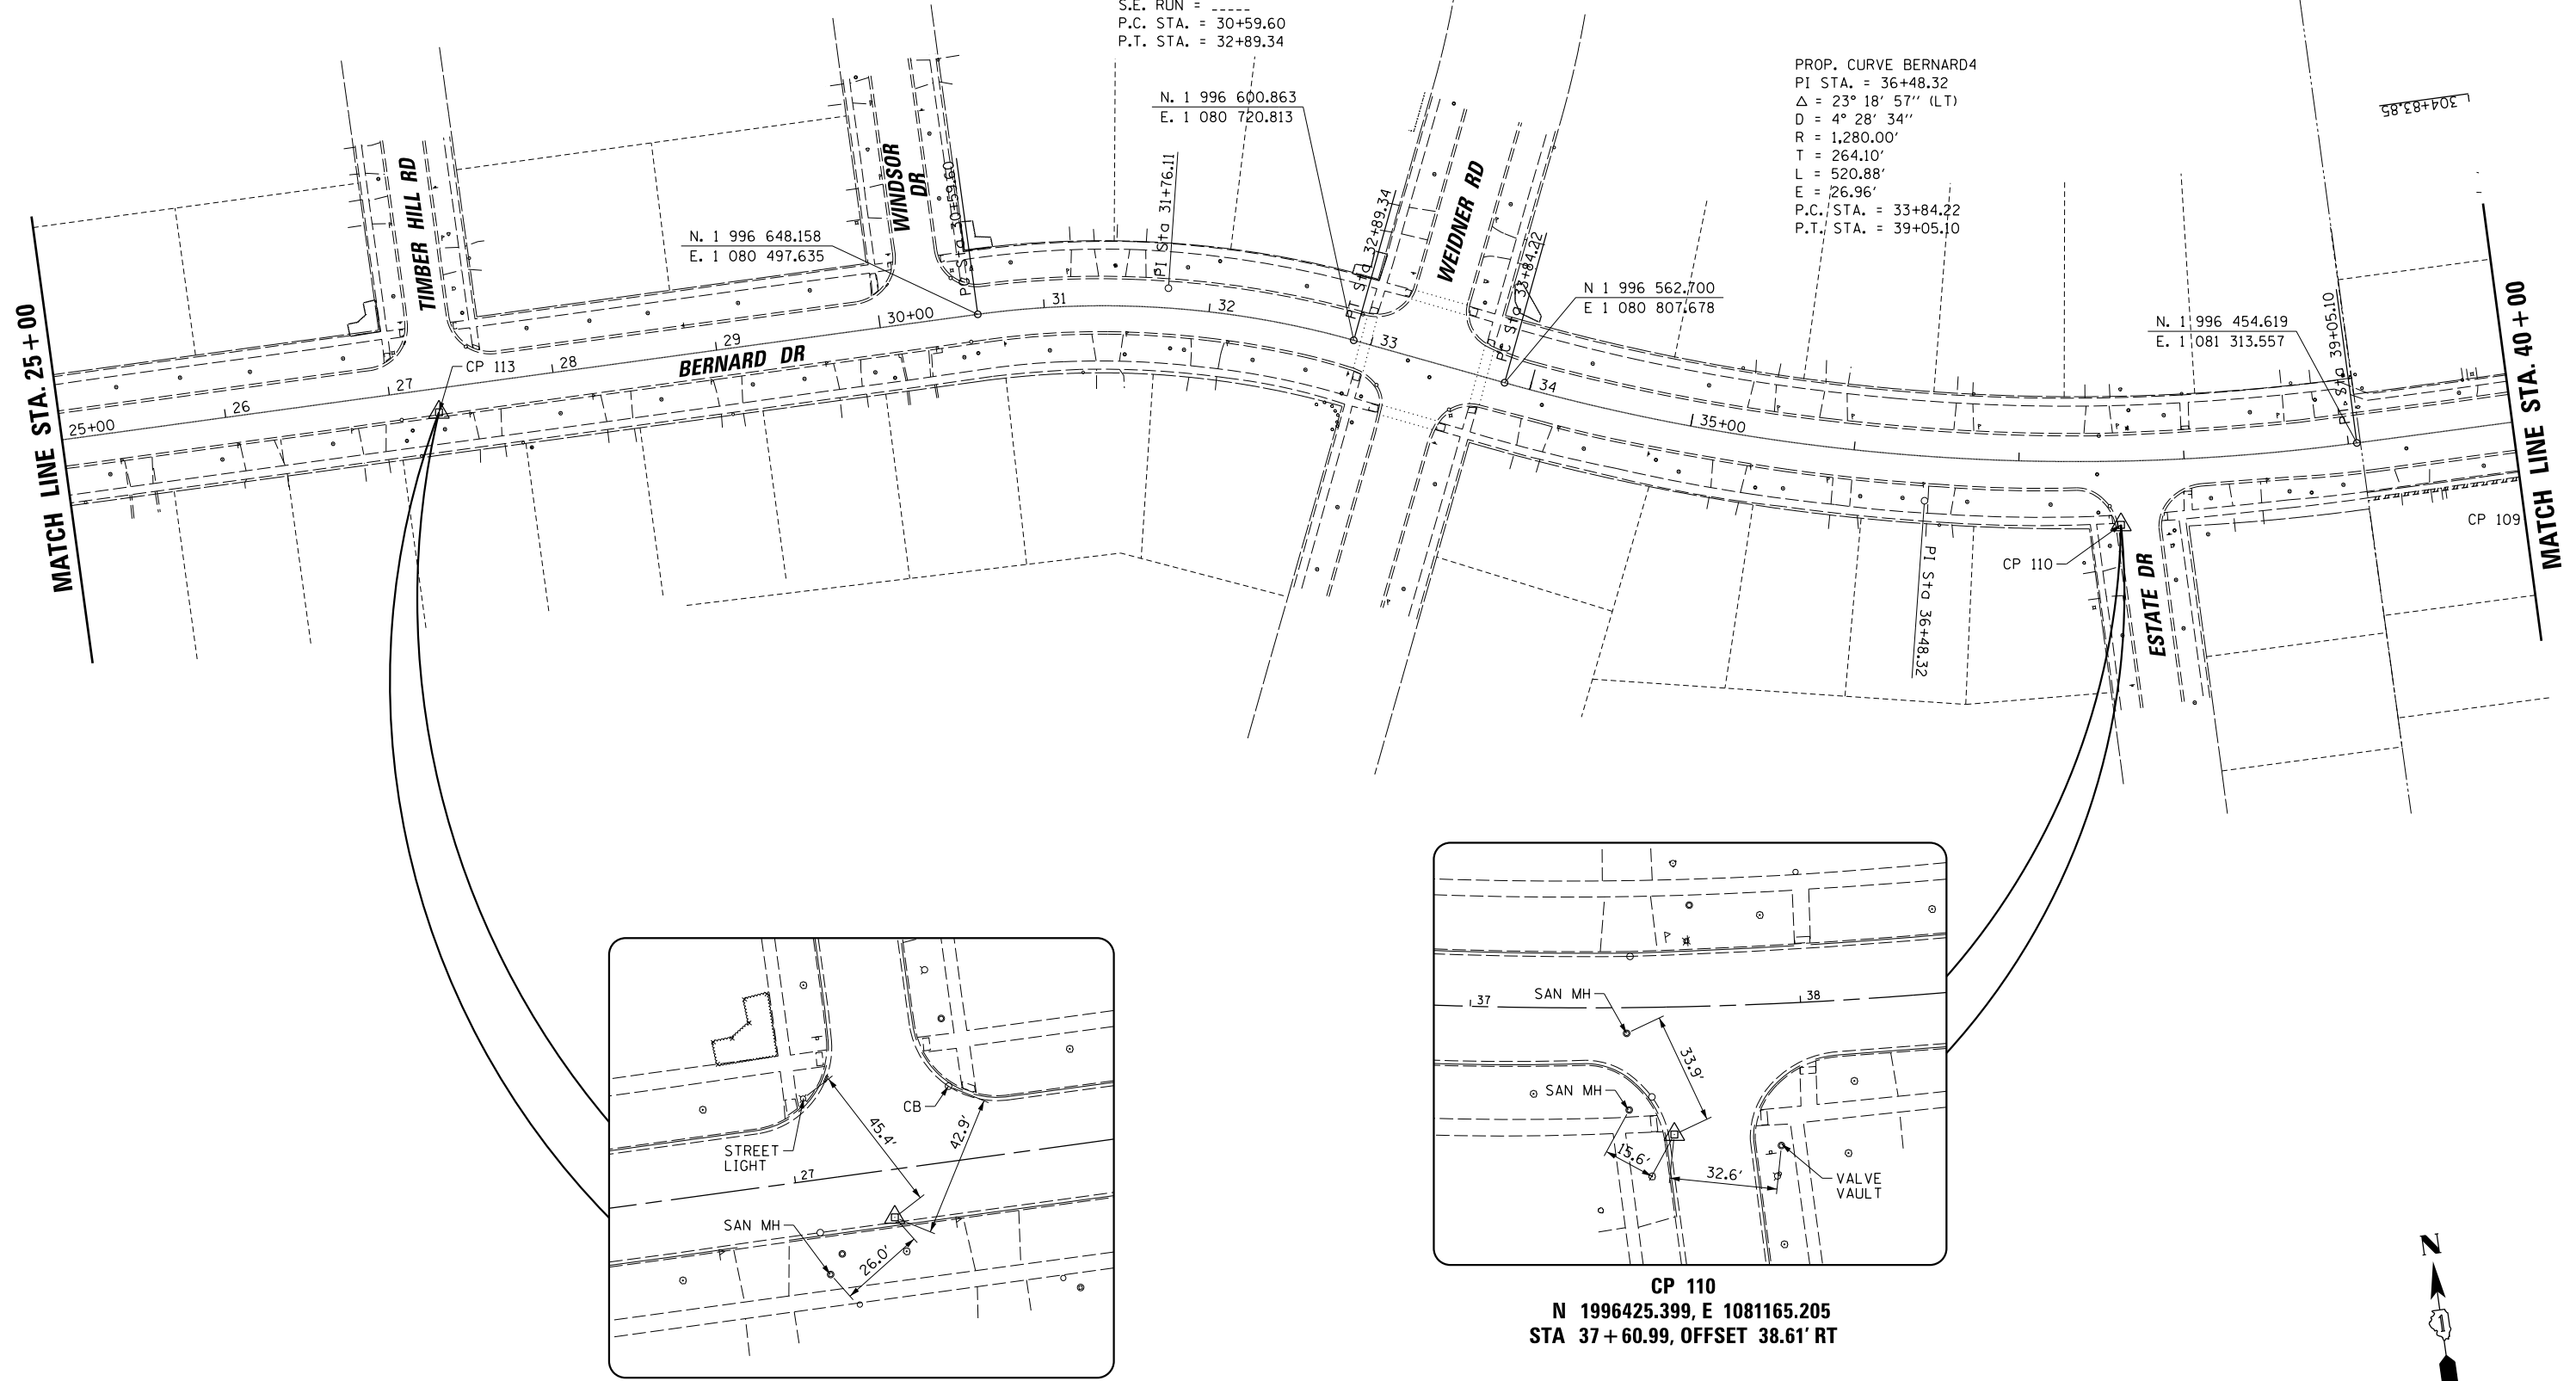 S.E. RUN = _____
P.C. STA. = 30+59.60
P.T. STA. = 32+89.34
PROP. CURVE BERNARD4
PI STA. = 36+48.32
Δ = 23° 18' 57'' (LT)
D = 4° 28' 34''
R = 1,280.00'
T = 264.10'
L = 520.88'
E = 26.96'
P.C. STA. = 33+84.22
P.T. STA. = 39+05.10
304+83.85
N. 1 996 600.863
E. 1 080 720.813
N. 1 996 648.158
E. 1 080 497.635
N 1 996 562.700
E 1 080 807.678
N. 1 996 454.619
E. 1 081 313.557
TIMBER HILL RD
WINDSOR
DR
WEIDNER RD
BERNARD DR
ESTATE DR
PC Sta 30+59.60
PI Sta 31+76.11
PT Sta 32+89.34
PC Sta 33+84.22
PI Sta 36+48.32
Sta 39+05.10
MATCH LINE STA. 25+00
MATCH LINE STA. 40+00
25+00
26
27
28
29
30+00
31
32
33
34
35+00
CP 113
CP 110
CP 109
CB
STREET
LIGHT
27
SAN MH
45.4'
42.9'
26.0'
37
38
SAN MH
SAN MH
33.9'
15.6'
32.6'
VALVE
VAULT
CP 110
N 1996425.399, E 1081165.205
STA 37+60.99, OFFSET 38.61' RT
N
1